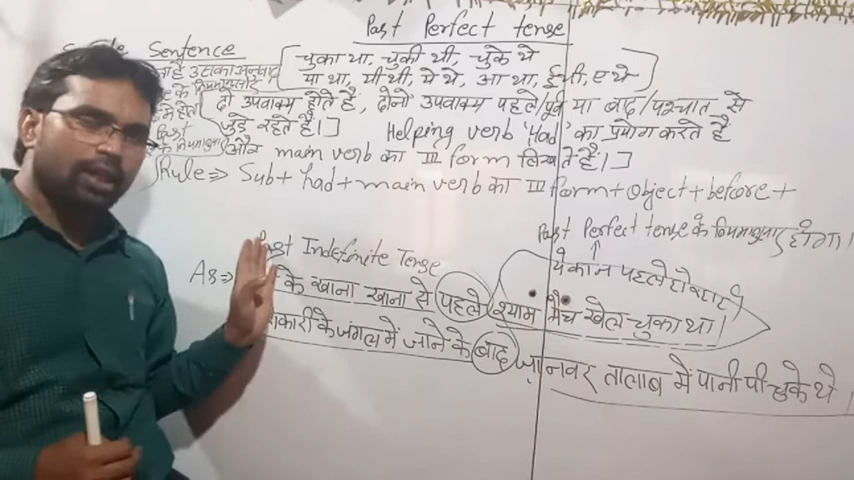 Past Perfect tense
Sentence
चुका था, चुकी थी, चुके थे
या था, यी थी, ये थे, आ था, ई थी, ए थे
दो उपवाक्य होते है, दोनो उपवाक्य पहले/पूर्व या बाद/पश्चात से
जुड़े रहते है।] Helping verb 'Had' का प्रयोग करते है
और main verb का III form लिखते हैं।]
Rule⇒ Sub + had + main verb का III form + object + before +
Past Perfect tense के नियमानुसार होगा।
Past Indefinite Tense
As⇒ के खाना खाने से पहले श्याम मैच खेल चुका था।
के जंगल में जाने के बाद जानवर तालाब में पानी पी चुके थे।